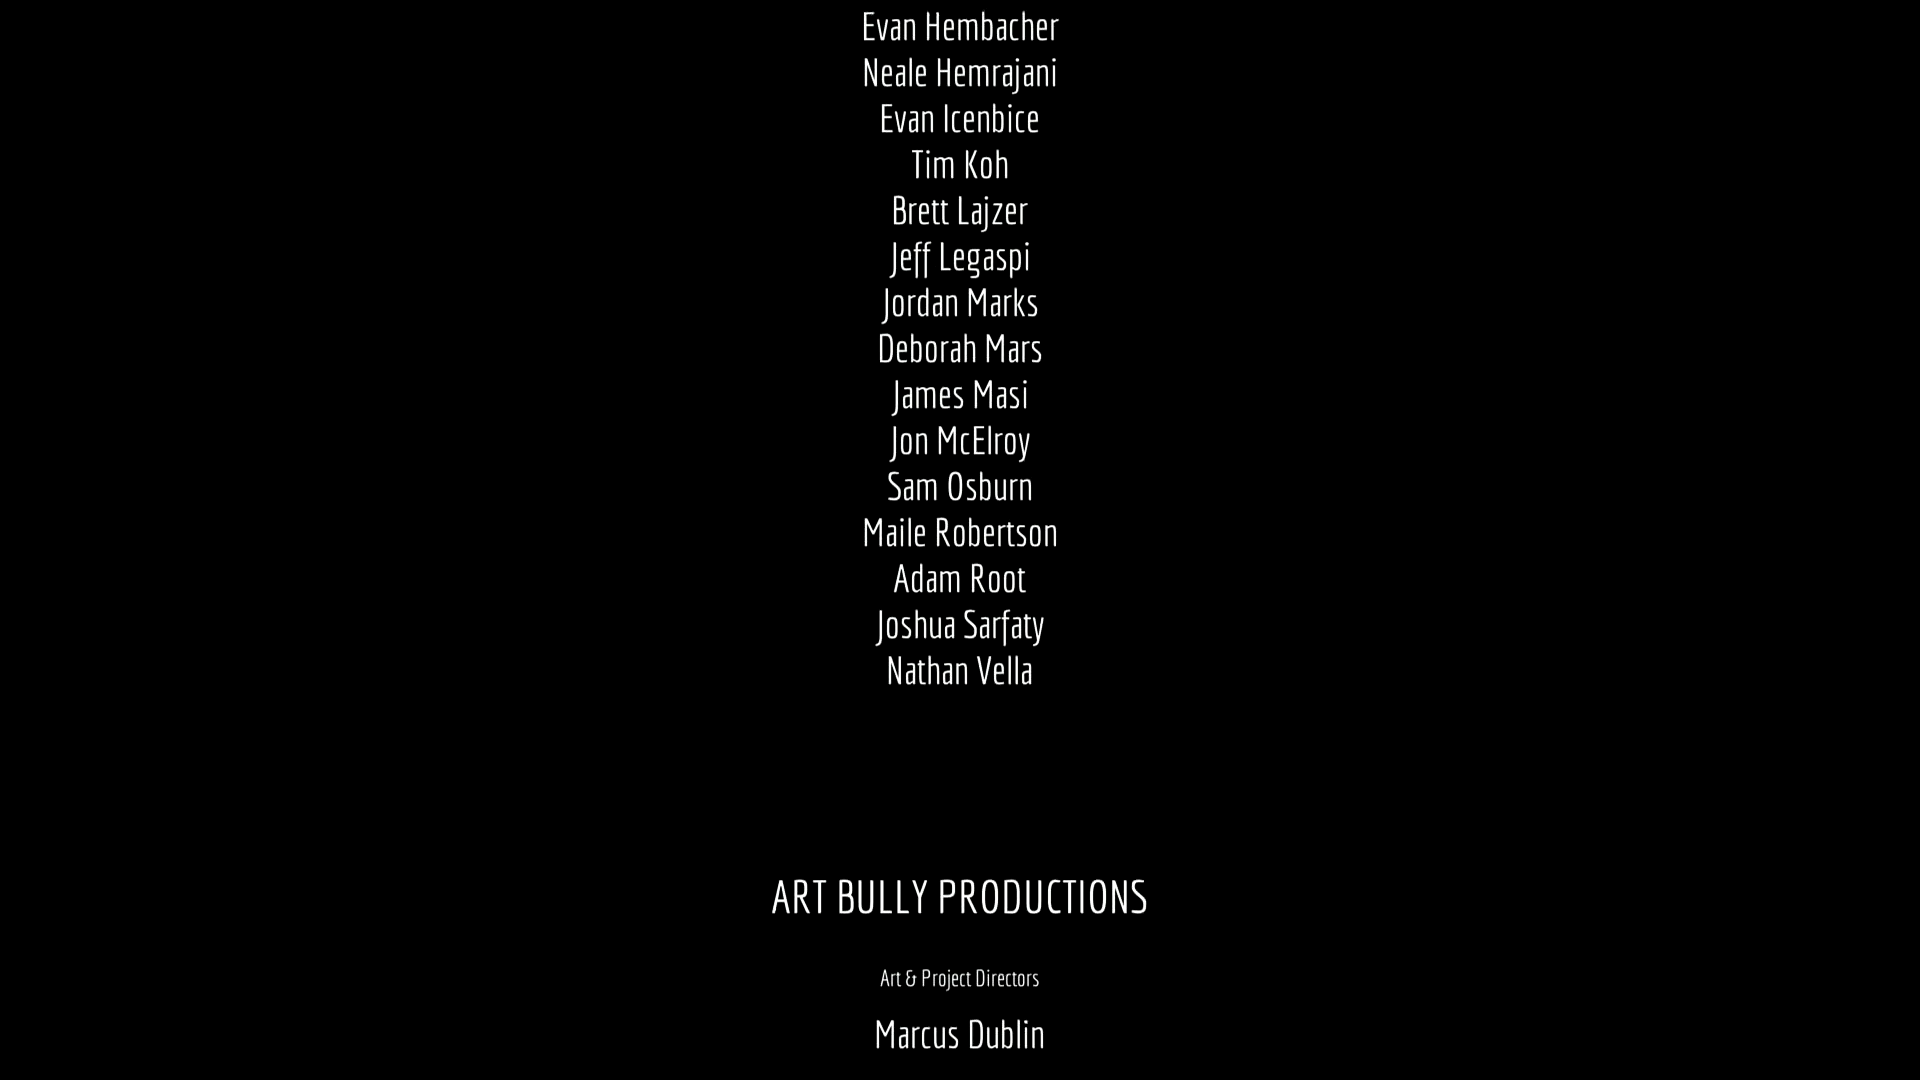 Evan Hembacher
Neale Hemrajani
Evan Icenbice
Tim Koh
Brett Lajzer
Jeff Legaspi
Jordan Marks
Deborah Mars
James Masi
Jon McElroy
Sam Osburn
Maile Robertson
Adam Root
Joshua Sarfaty
Nathan Vella
ART BULLY PRODUCTIONS
Art & Project Directors
Marcus Dublin